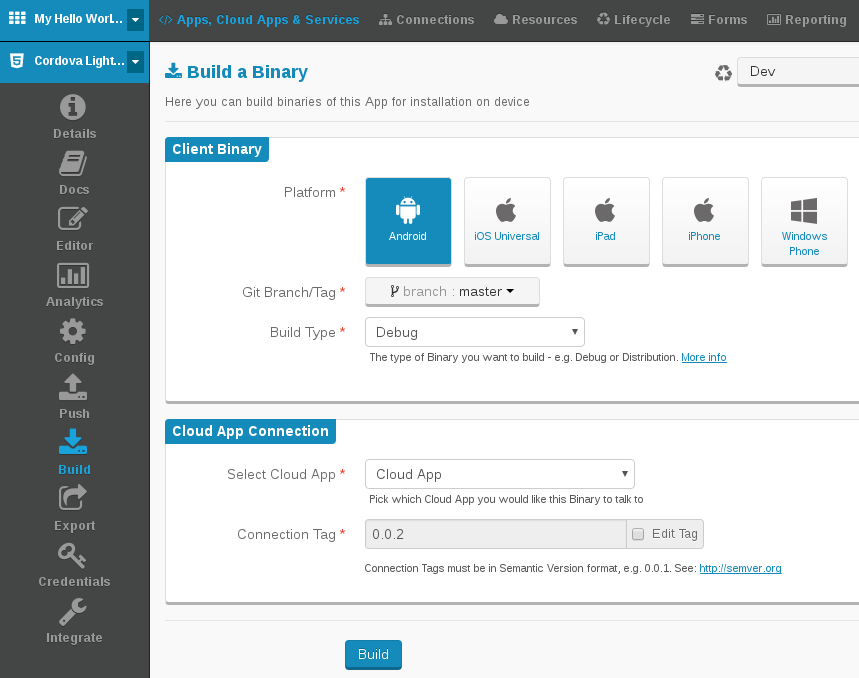 My Hello Worl...
Apps, Cloud Apps & Services
Connections
Resources
Lifecycle
Forms
Reporting
Cordova Light...
Details
Docs
Editor
Analytics
Config
Push
Build
Export
Credentials
Integrate
Build a Binary
Dev
Here you can build binaries of this App for installation on device
Client Binary
Platform *
Android
iOS Universal
iPad
iPhone
Windows
Phone
Git Branch/Tag *
branch : master
Build Type *
Debug
The type of Binary you want to build - e.g. Debug or Distribution. More info
Cloud App Connection
Select Cloud App *
Cloud App
Pick which Cloud App you would like this Binary to talk to
Connection Tag *
0.0.2
Edit Tag
Connection Tags must be in Semantic Version format, e.g. 0.0.1. See: http://semver.org
Build